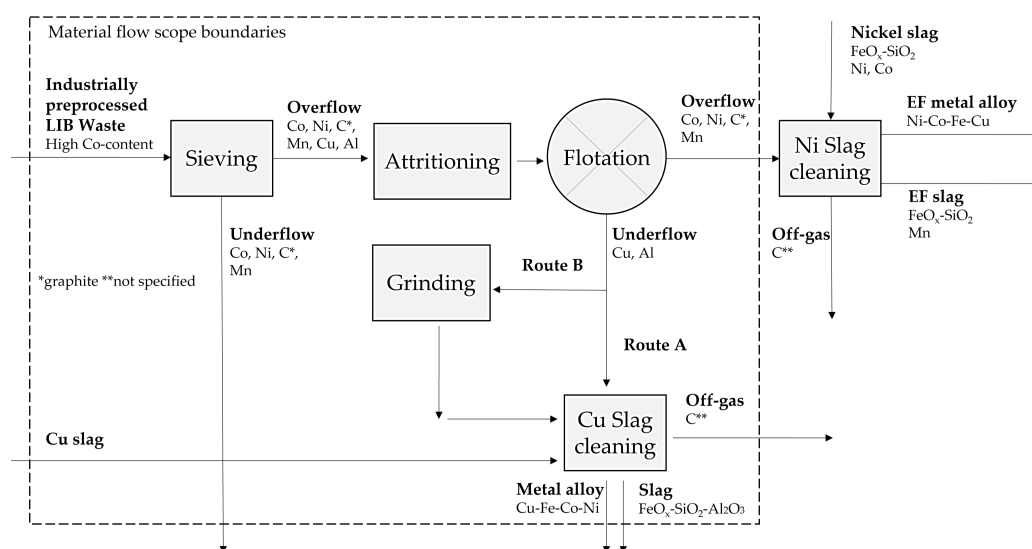 Material flow scope boundaries
Industrially
preprocessed
LIB Waste
High Co-content
Sieving
Overflow
Co, Ni, C*,
Mn, Cu, Al
Attritioning
Flotation
Overflow
Co, Ni, C*,
Mn
Nickel slag
FeOₓ-SiO₂
Ni, Co
Ni Slag
cleaning
EF metal alloy
Ni-Co-Fe-Cu
EF slag
FeOₓ-SiO₂
Mn
Off-gas
C**
Underflow
Co, Ni, C*,
Mn
*graphite **not specified
Underflow
Cu, Al
Route B
Grinding
Route A
Cu Slag
cleaning
Off-gas
C**
Cu slag
Metal alloy
Cu-Fe-Co-Ni
Slag
FeOₓ-SiO₂-Al₂O₃